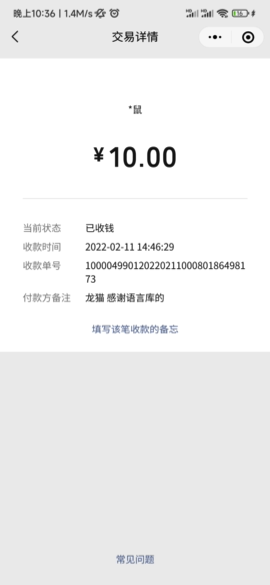 晚上10:36 | 1.4M/s
交易详情
*鼠
¥10.00
当前状态 已收钱
收款时间 2022-02-11 14:46:29
收款单号 100004990120220211000801864981
73
付款方备注 龙猫 感谢语言库的
填写该笔收款的备忘
常见问题